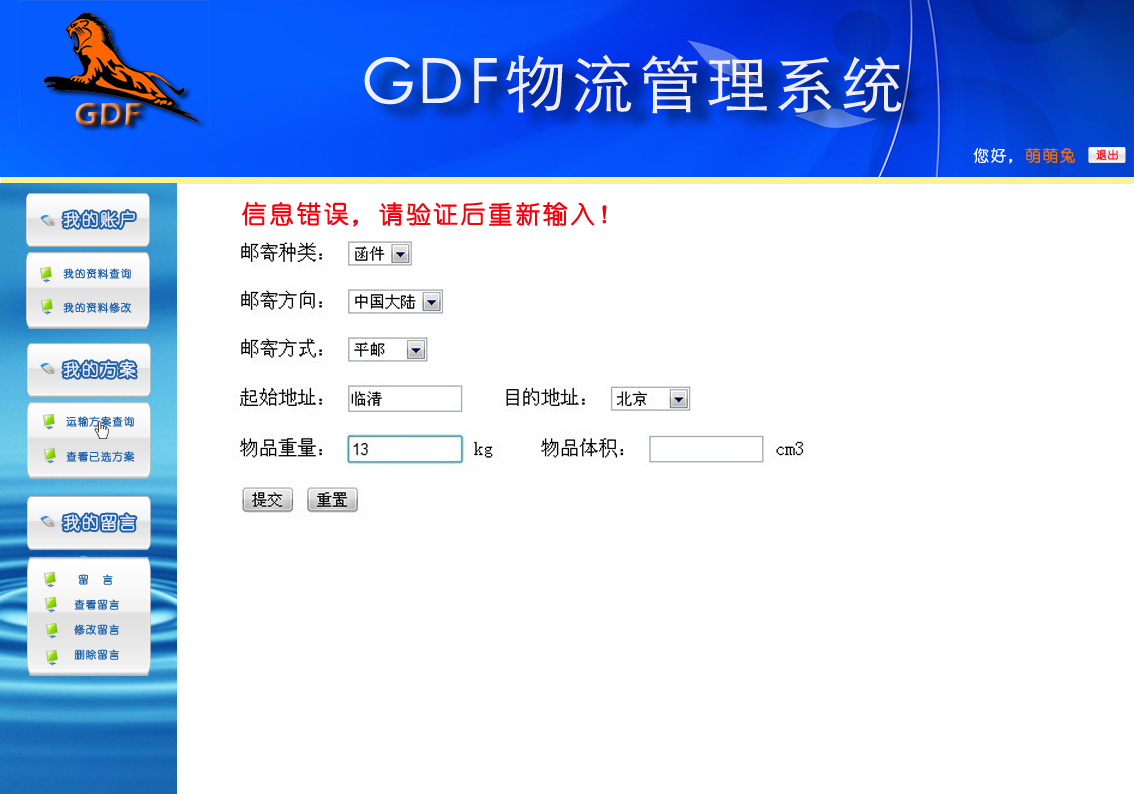 GDF
GDF物流管理系统
您好，萌萌兔 退出
我的账户
我的资料查询
我的资料修改
我的方案
运输方案查询
查看已选方案
我的留言
留 言
查看留言
修改留言
删除留言
信息错误，请验证后重新输入！
邮寄种类： 函件
邮寄方向： 中国大陆
邮寄方式： 平邮
起始地址： 临清 目的地址： 北京
物品重量： 13 kg 物品体积： cm3
提交 重置